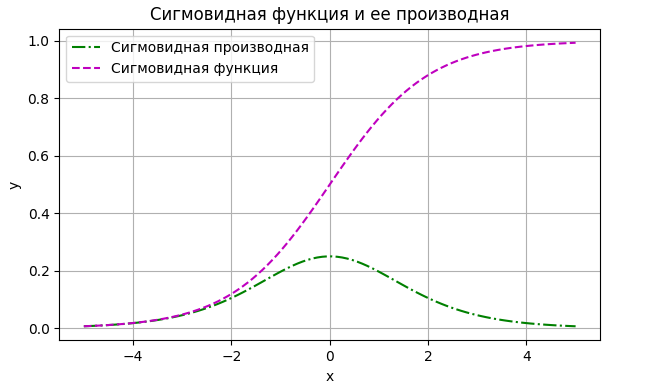 Сигмовидная функция и ее производная
Сигмовидная производная
Сигмовидная функция
1.0
0.8
0.6
0.4
0.2
0.0
y
−4
−2
0
2
4
x